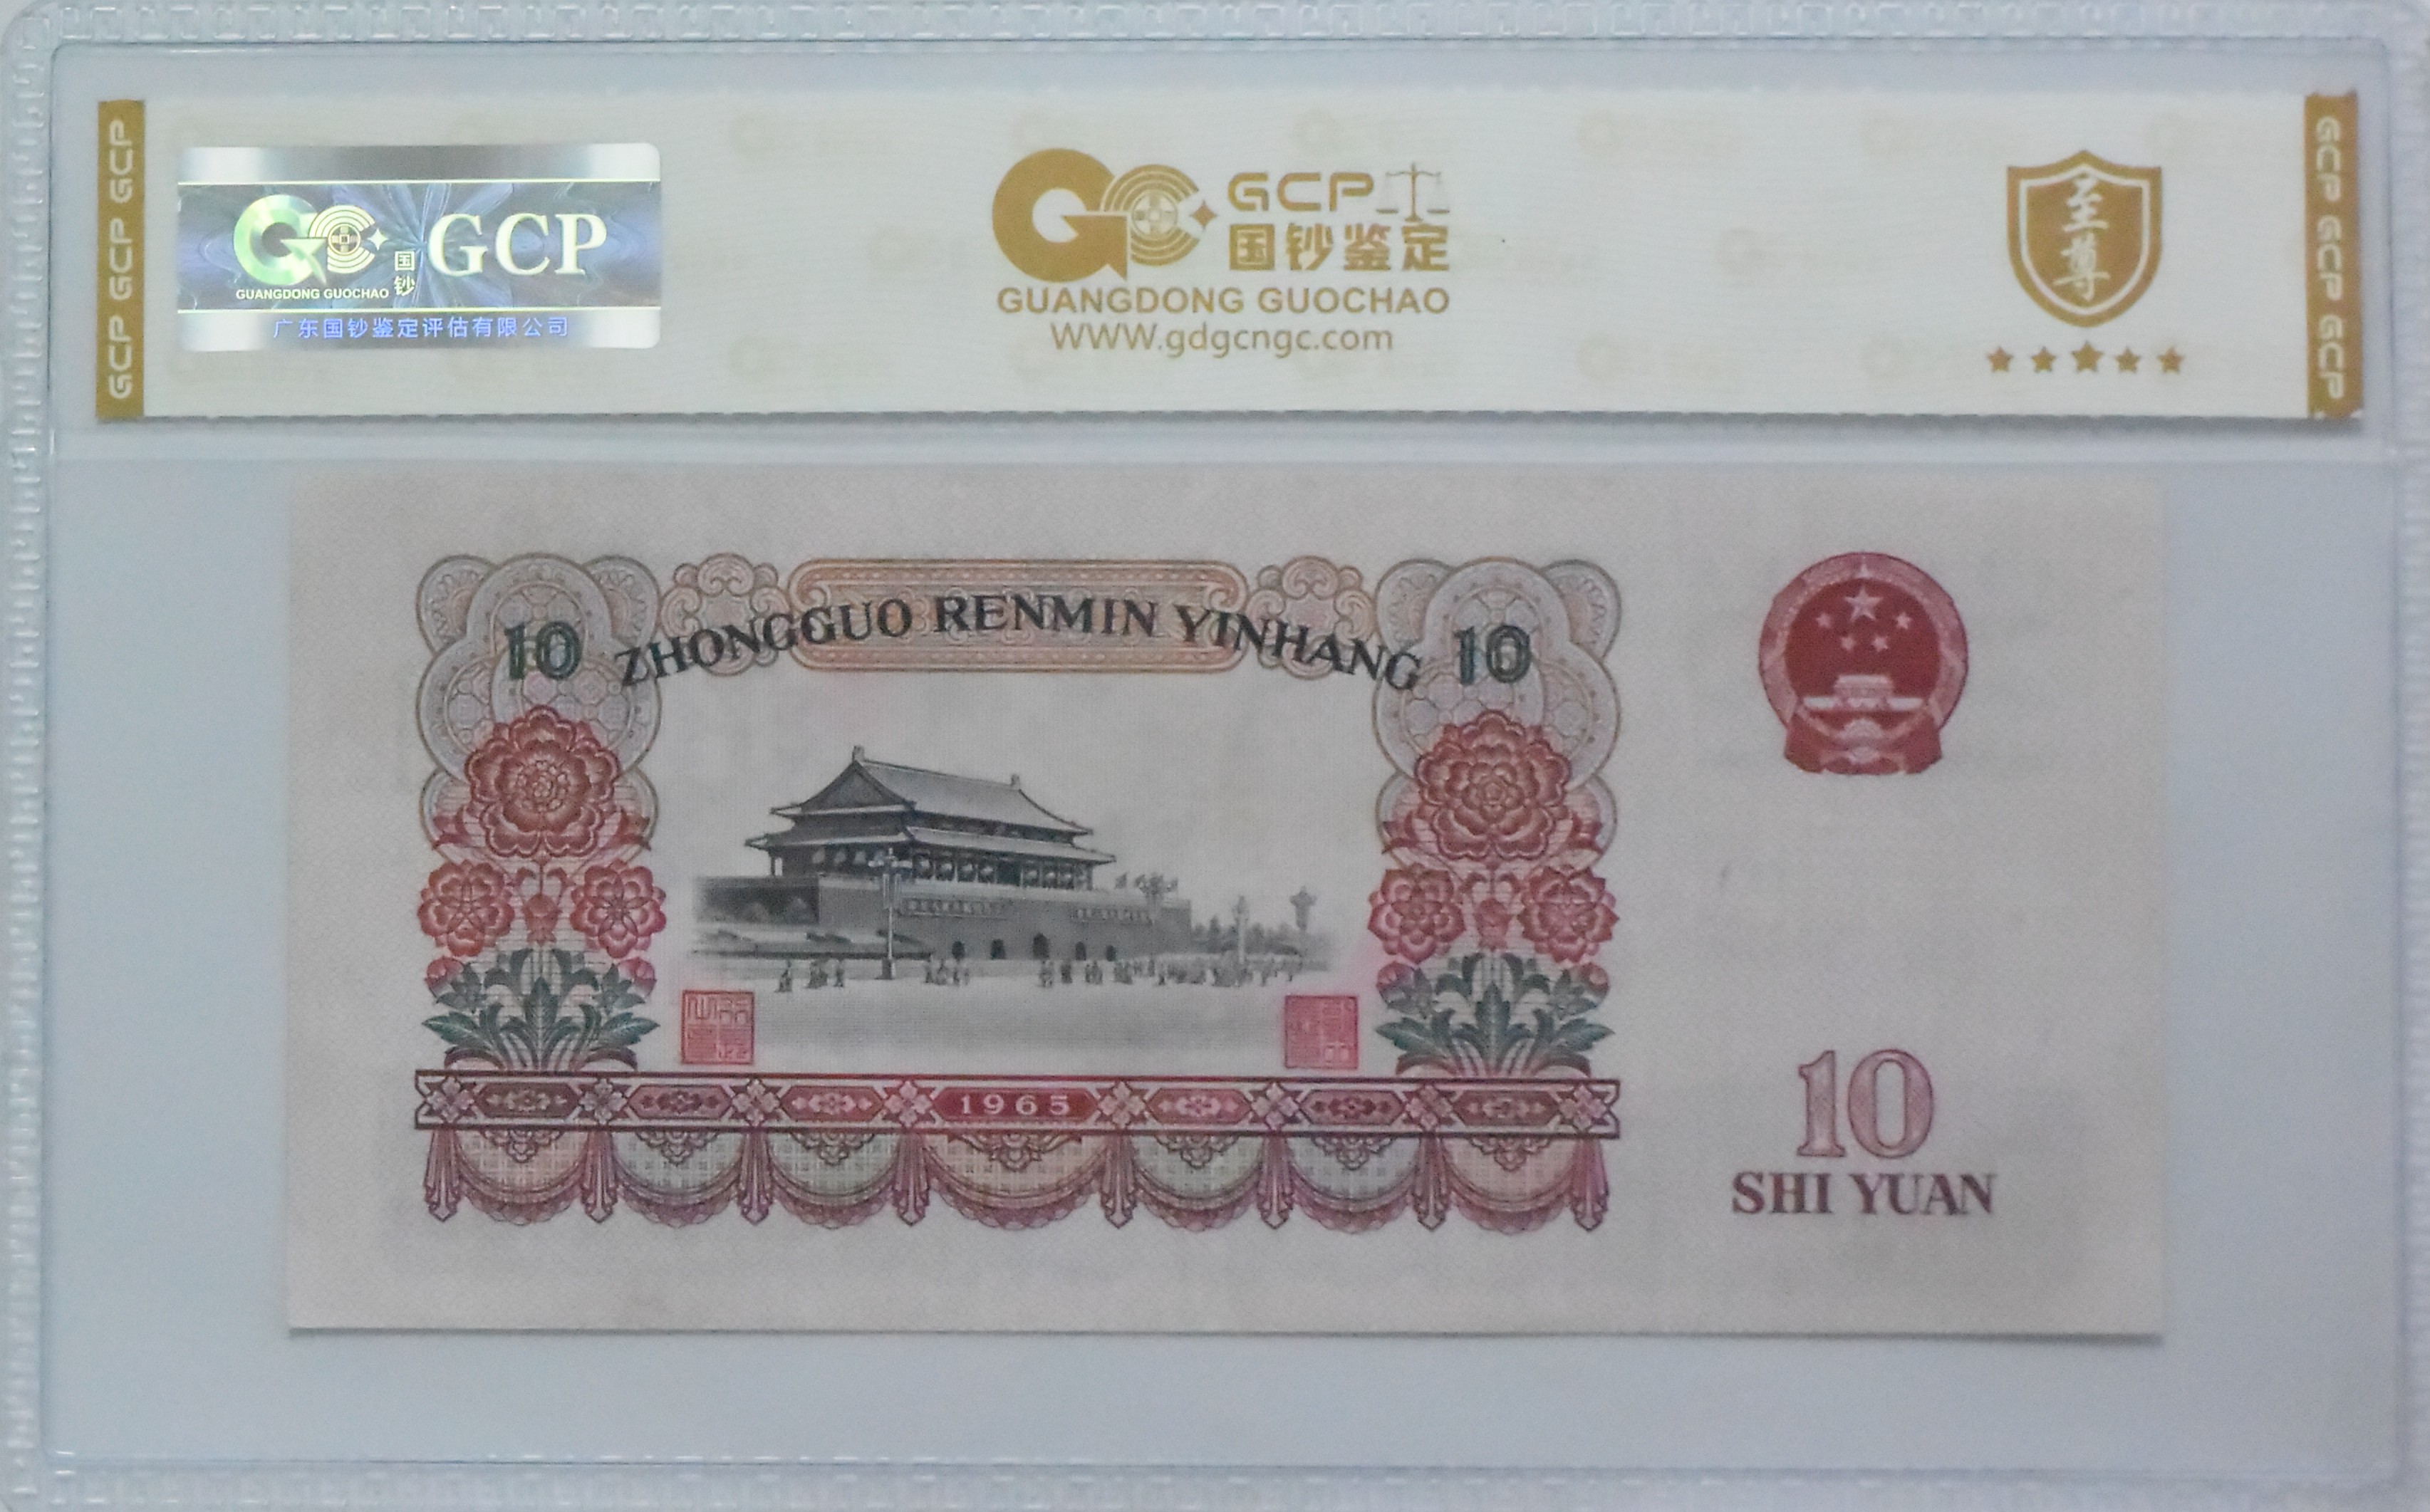 GCP GCP GCP
GCP
国钞
GUANGDONG GUOCHAO
广东国钞鉴定评估有限公司
GCP
国钞鉴定
GUANGDONG GUOCHAO
WWW.gdgcngc.com
至尊
GCP GCP GCP
10 ZHONGGUO RENMIN YINHANG 10
1965
10
SHI YUAN